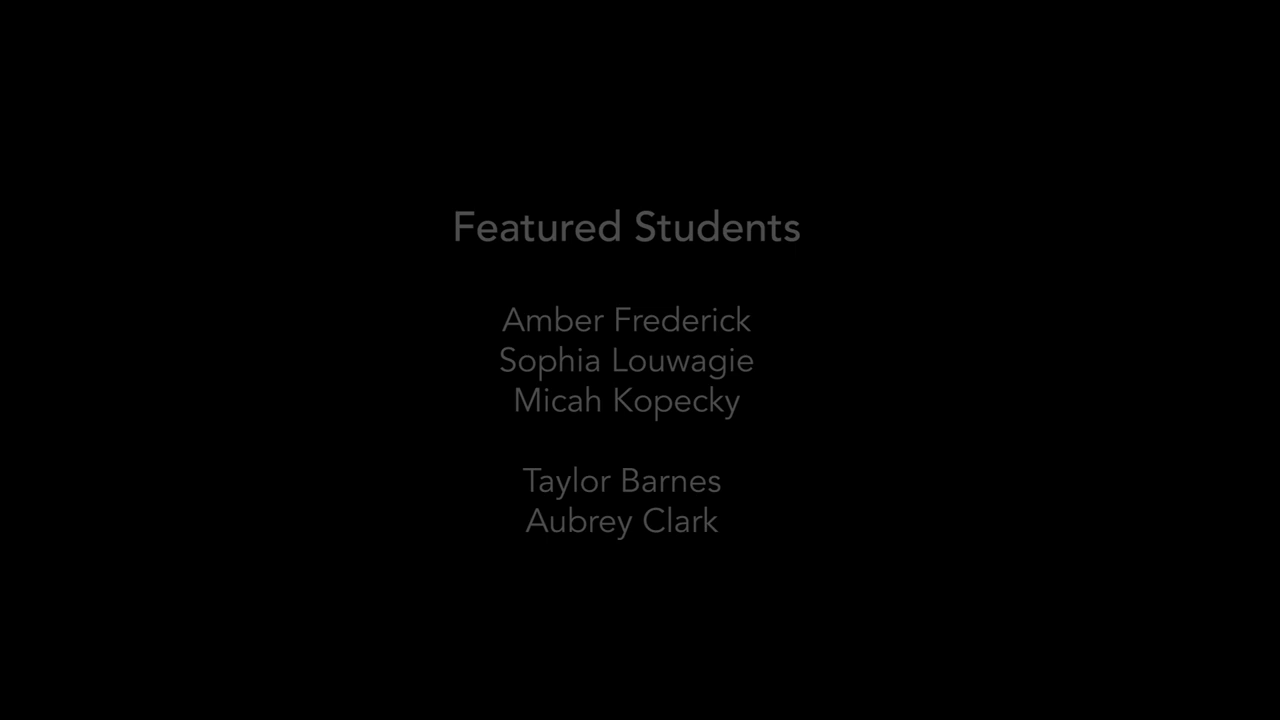 Featured Students
Amber Frederick
Sophia Louwagie
Micah Kopecky
Taylor Barnes
Aubrey Clark